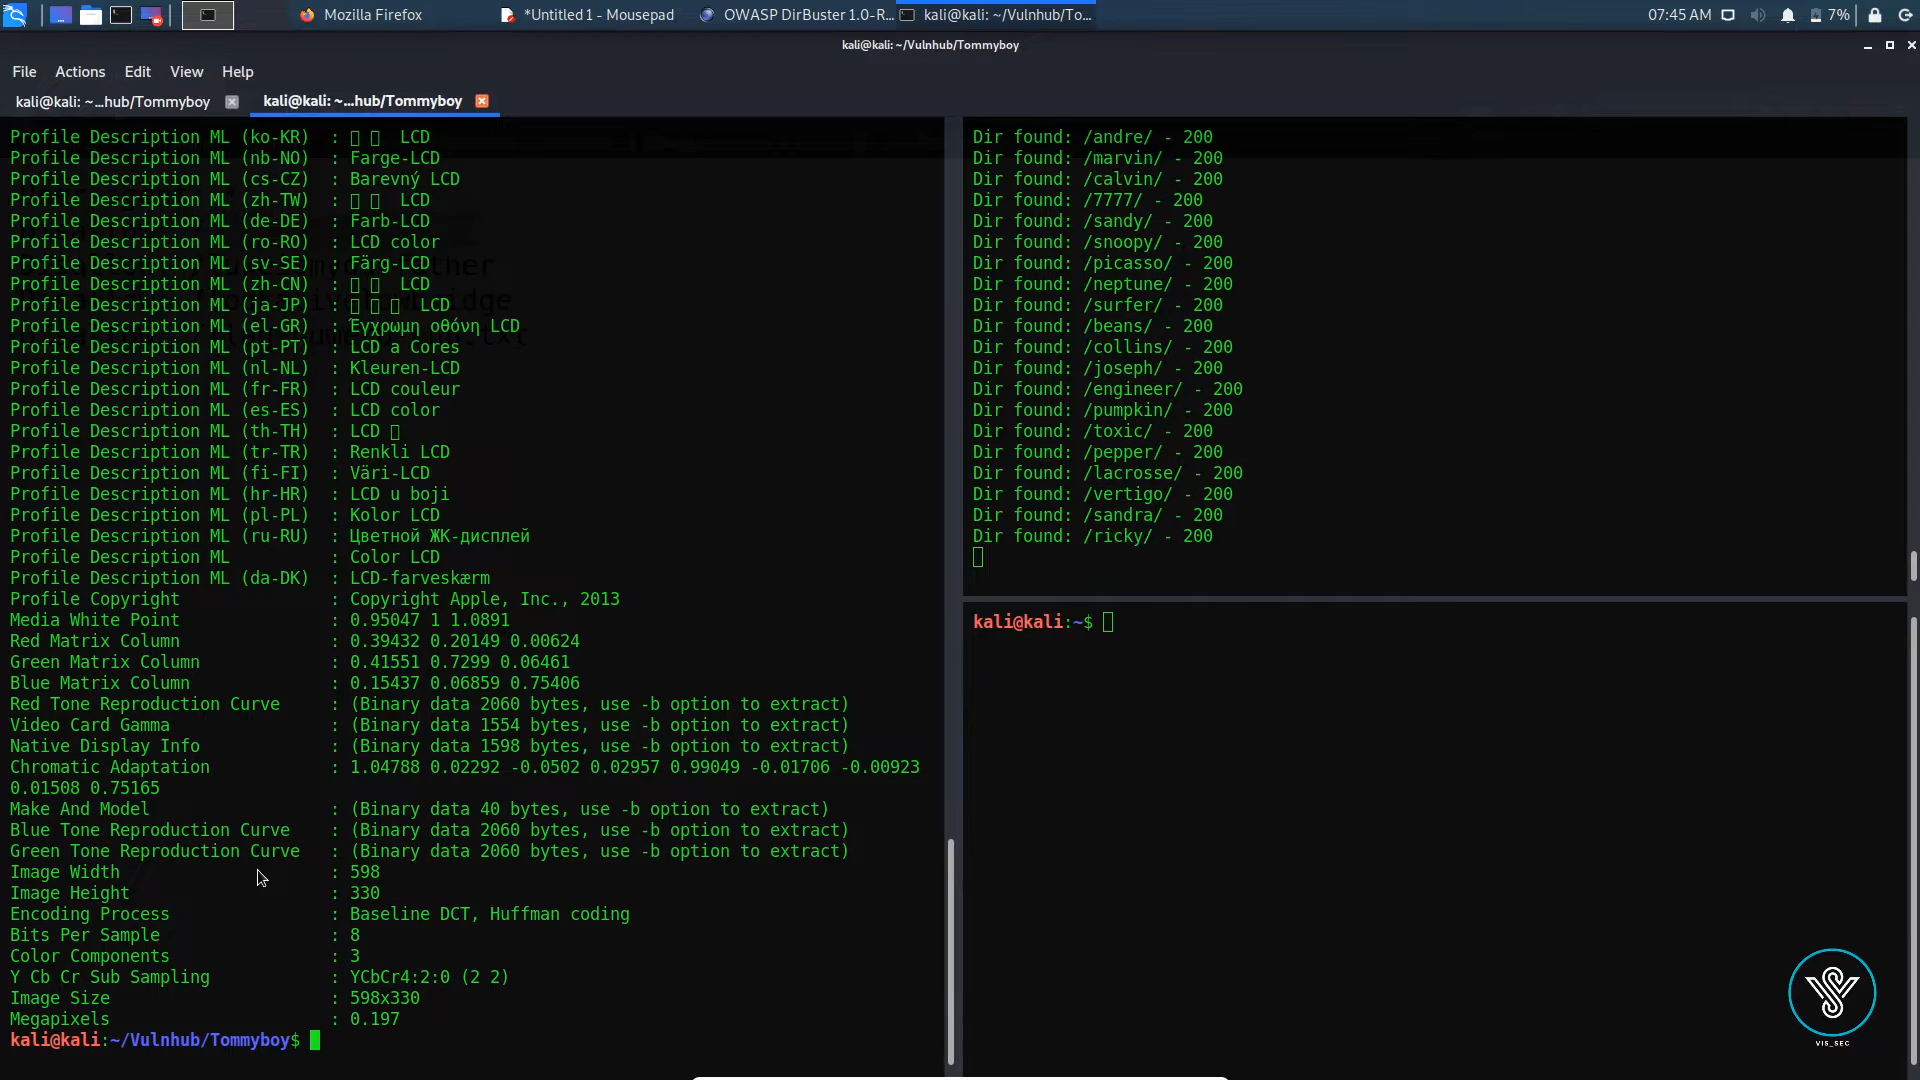 Mozilla Firefox
*Untitled 1 - Mousepad
OWASP DirBuster 1.0-R...
kali@kali: ~/Vulnhub/To...
07:45 AM
7%
kali@kali: ~/Vulnhub/Tommyboy
File Actions Edit View Help
kali@kali: ~...hub/Tommyboy
kali@kali: ~...hub/Tommyboy
Profile Description ML (ko-KR) : LCD
Profile Description ML (nb-NO) : Farge-LCD
Profile Description ML (cs-CZ) : Barevný LCD
Profile Description ML (zh-TW) : LCD
Profile Description ML (de-DE) : Farb-LCD
Profile Description ML (ro-RO) : LCD color
Profile Description ML (sv-SE) : Färg-LCD
Profile Description ML (zh-CN) : LCD
Profile Description ML (ja-JP) : LCD
Profile Description ML (el-GR) : Έγχρωμη οθόνη LCD
Profile Description ML (pt-PT) : LCD a Cores
Profile Description ML (nl-NL) : Kleuren-LCD
Profile Description ML (fr-FR) : LCD couleur
Profile Description ML (es-ES) : LCD color
Profile Description ML (th-TH) : LCD
Profile Description ML (tr-TR) : Renkli LCD
Profile Description ML (fi-FI) : Väri-LCD
Profile Description ML (hr-HR) : LCD u boji
Profile Description ML (pl-PL) : Kolor LCD
Profile Description ML (ru-RU) : Цветной ЖК-дисплей
Profile Description ML : Color LCD
Profile Description ML (da-DK) : LCD-farveskærm
Profile Copyright : Copyright Apple, Inc., 2013
Media White Point : 0.95047 1 1.0891
Red Matrix Column : 0.39432 0.20149 0.00624
Green Matrix Column : 0.41551 0.7299 0.06461
Blue Matrix Column : 0.15437 0.06859 0.75406
Red Tone Reproduction Curve : (Binary data 2060 bytes, use -b option to extract)
Video Card Gamma : (Binary data 1554 bytes, use -b option to extract)
Native Display Info : (Binary data 1598 bytes, use -b option to extract)
Chromatic Adaptation : 1.04788 0.02292 -0.0502 0.02957 0.99049 -0.01706 -0.00923
0.01508 0.75165
Make And Model : (Binary data 40 bytes, use -b option to extract)
Blue Tone Reproduction Curve : (Binary data 2060 bytes, use -b option to extract)
Green Tone Reproduction Curve : (Binary data 2060 bytes, use -b option to extract)
Image Width : 598
Image Height : 330
Encoding Process : Baseline DCT, Huffman coding
Bits Per Sample : 8
Color Components : 3
Y Cb Cr Sub Sampling : YCbCr4:2:0 (2 2)
Image Size : 598x330
Megapixels : 0.197
kali@kali:~/Vulnhub/Tommyboy$
Dir found: /andre/ - 200
Dir found: /marvin/ - 200
Dir found: /calvin/ - 200
Dir found: /7777/ - 200
Dir found: /sandy/ - 200
Dir found: /snoopy/ - 200
Dir found: /picasso/ - 200
Dir found: /neptune/ - 200
Dir found: /surfer/ - 200
Dir found: /beans/ - 200
Dir found: /collins/ - 200
Dir found: /joseph/ - 200
Dir found: /engineer/ - 200
Dir found: /pumpkin/ - 200
Dir found: /toxic/ - 200
Dir found: /pepper/ - 200
Dir found: /lacrosse/ - 200
Dir found: /vertigo/ - 200
Dir found: /sandra/ - 200
Dir found: /ricky/ - 200
kali@kali:~$
VIS_SEC